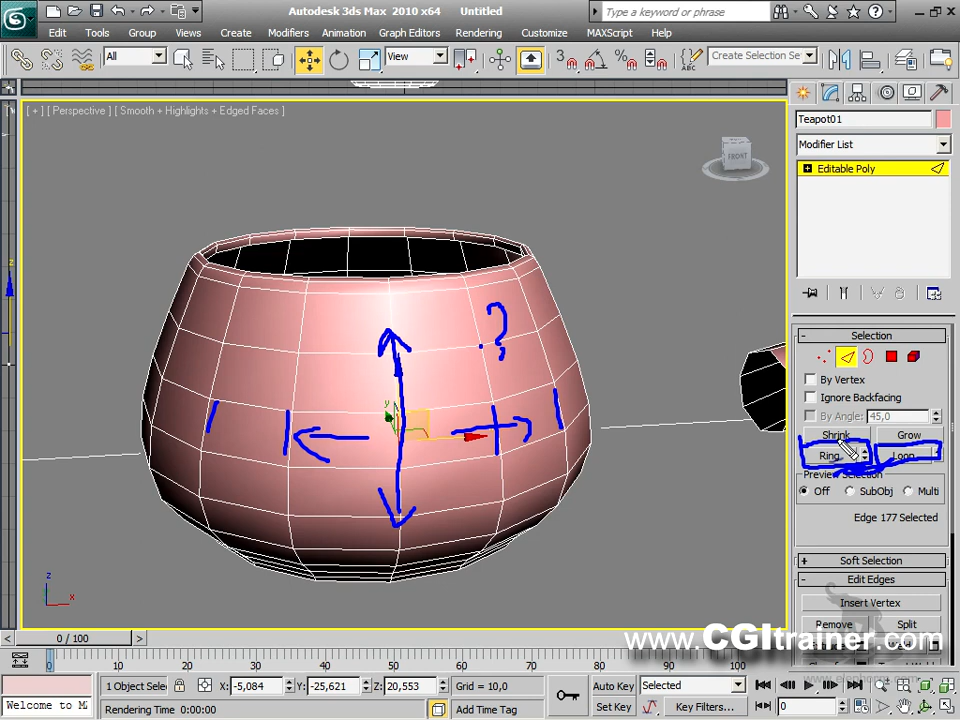 Autodesk 3ds Max 2010 x64 Untitled
Type a keyword or phrase
Edit Tools Group Views Create Modifiers Animation Graph Editors Rendering Customize MAXScript Help
All View 3 Create Selection Se
[ + ] [ Perspective ] [ Smooth + Highlights + Edged Faces ]
Teapot01
FRONT
Modifier List
Editable Poly
?
Selection
By Vertex
Ignore Backfacing
By Angle: 45,0
Shrink Grow
Ring Loop
Preview Selection
Off SubObj Multi
Edge 177 Selected
Soft Selection
Edit Edges
Insert Vertex
Remove Split
www.CGItrainer.com
z
x
y
0 / 100
0 10 20 30 40 50 60 70 80 90 100
1 Object Selec X: -5,084 Y: -25,621 Z: 20,553 Grid = 10,0 Auto Key Selected
Welcome to M Rendering Time 0:00:00 Add Time Tag Set Key Key Filters... 0